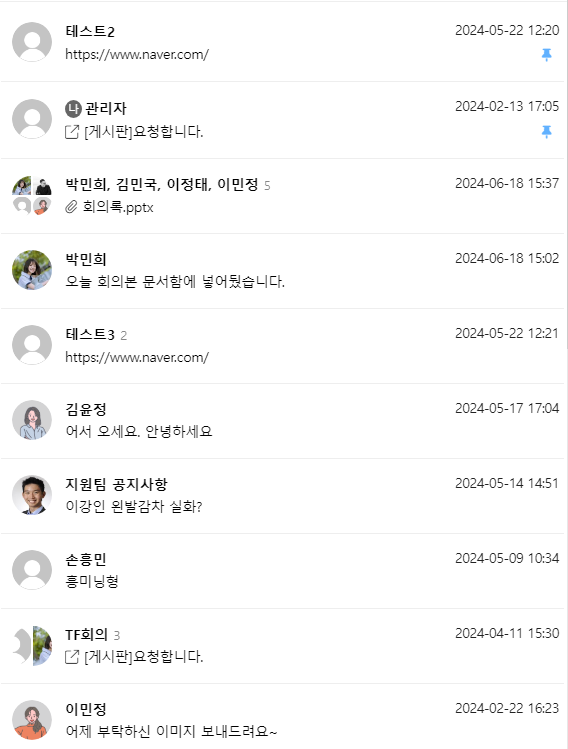 테스트2 2024-05-22 12:20
https://www.naver.com/
나 관리자 2024-02-13 17:05
[게시판]요청합니다.
박민희, 김민국, 이정태, 이민정 5 2024-06-18 15:37
회의록.pptx
박민희 2024-06-18 15:02
오늘 회의본 문서함에 넣어뒀습니다.
테스트3 2 2024-05-22 12:21
https://www.naver.com/
김윤정 2024-05-17 17:04
어서 오세요. 안녕하세요
지원팀 공지사항 2024-05-14 14:51
이강인 왼발감차 실화?
손흥민 2024-05-09 10:34
흥미닝형
TF회의 3 2024-04-11 15:30
[게시판]요청합니다.
이민정 2024-02-22 16:23
어제 부탁하신 이미지 보내드려요~